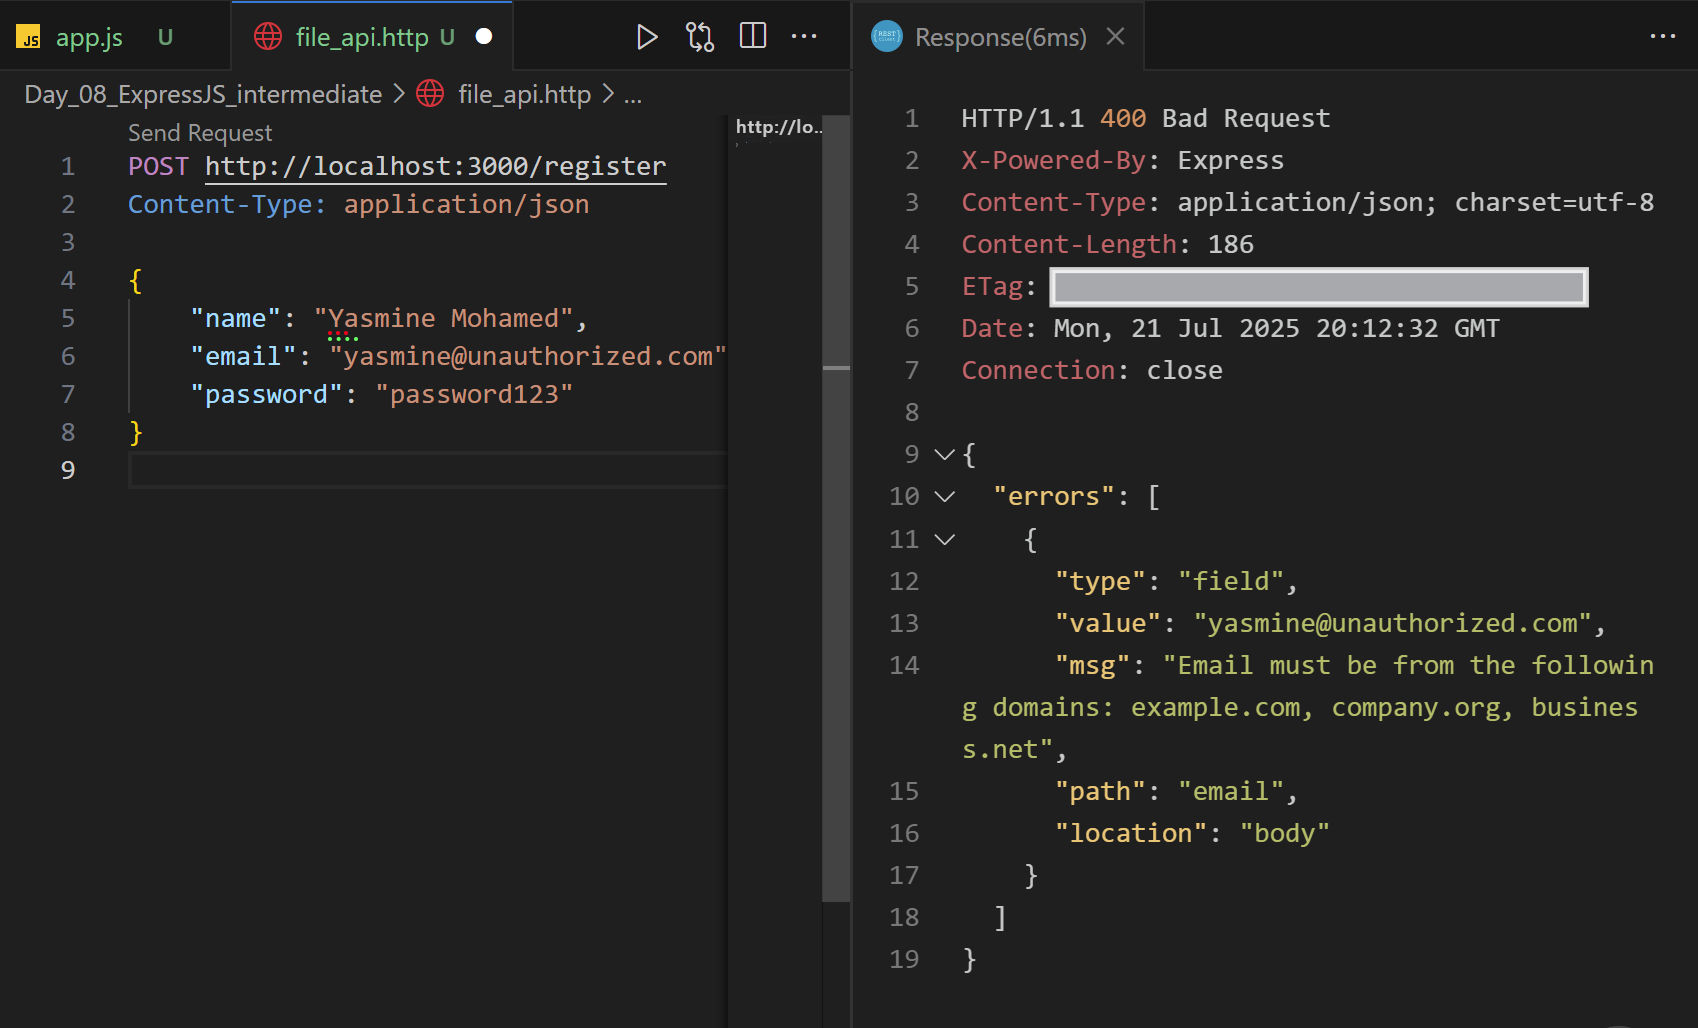 app.js U
file_api.http U
Day_08_ExpressJS_intermediate > file_api.http > ...
Send Request
1 POST http://localhost:3000/register
2 Content-Type: application/json
3
4 {
5 "name": "Yasmine Mohamed",
6 "email": "yasmine@unauthorized.com"
7 "password": "password123"
8 }
9
http://lo..
Response(6ms)
1 HTTP/1.1 400 Bad Request
2 X-Powered-By: Express
3 Content-Type: application/json; charset=utf-8
4 Content-Length: 186
5 ETag:
6 Date: Mon, 21 Jul 2025 20:12:32 GMT
7 Connection: close
8
9 {
10 "errors": [
11 {
12 "type": "field",
13 "value": "yasmine@unauthorized.com",
14 "msg": "Email must be from the followin
g domains: example.com, company.org, busines
s.net",
15 "path": "email",
16 "location": "body"
17 }
18 ]
19 }